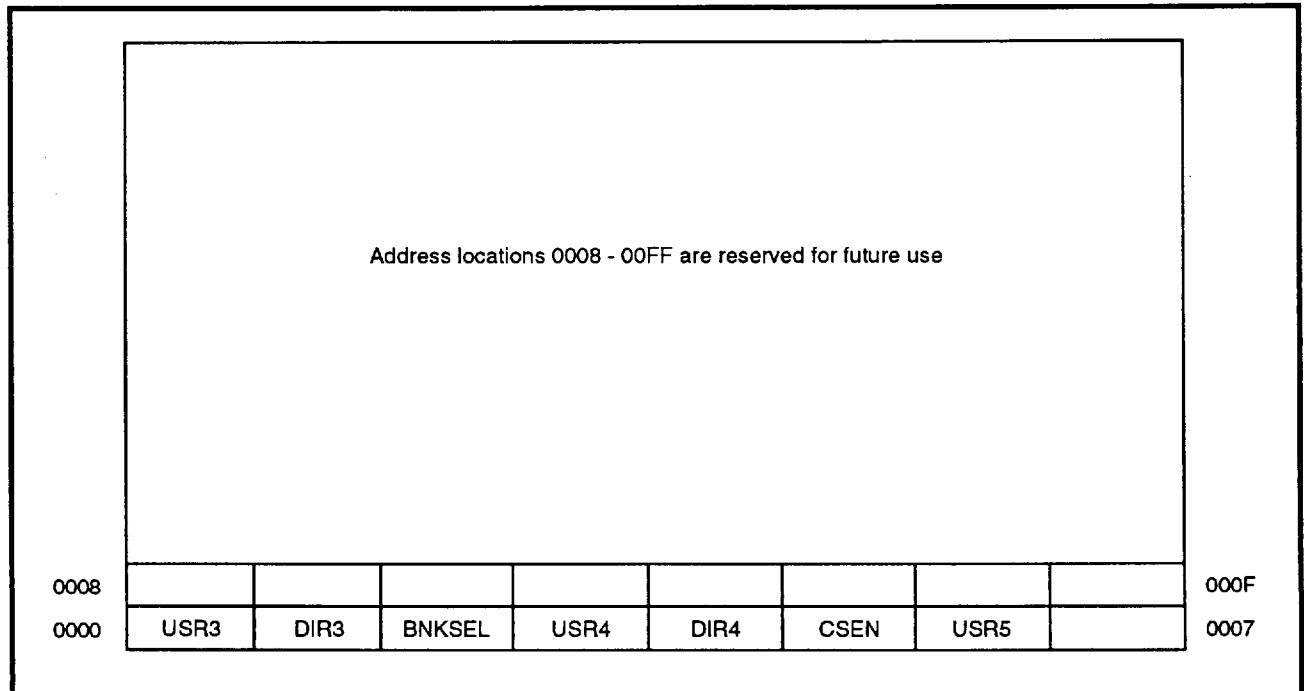 Address locations 0008 - 00FF are reserved for future use
0008 000F
0000 USR3 DIR3 BNKSEL USR4 DIR4 CSEN USR5 0007